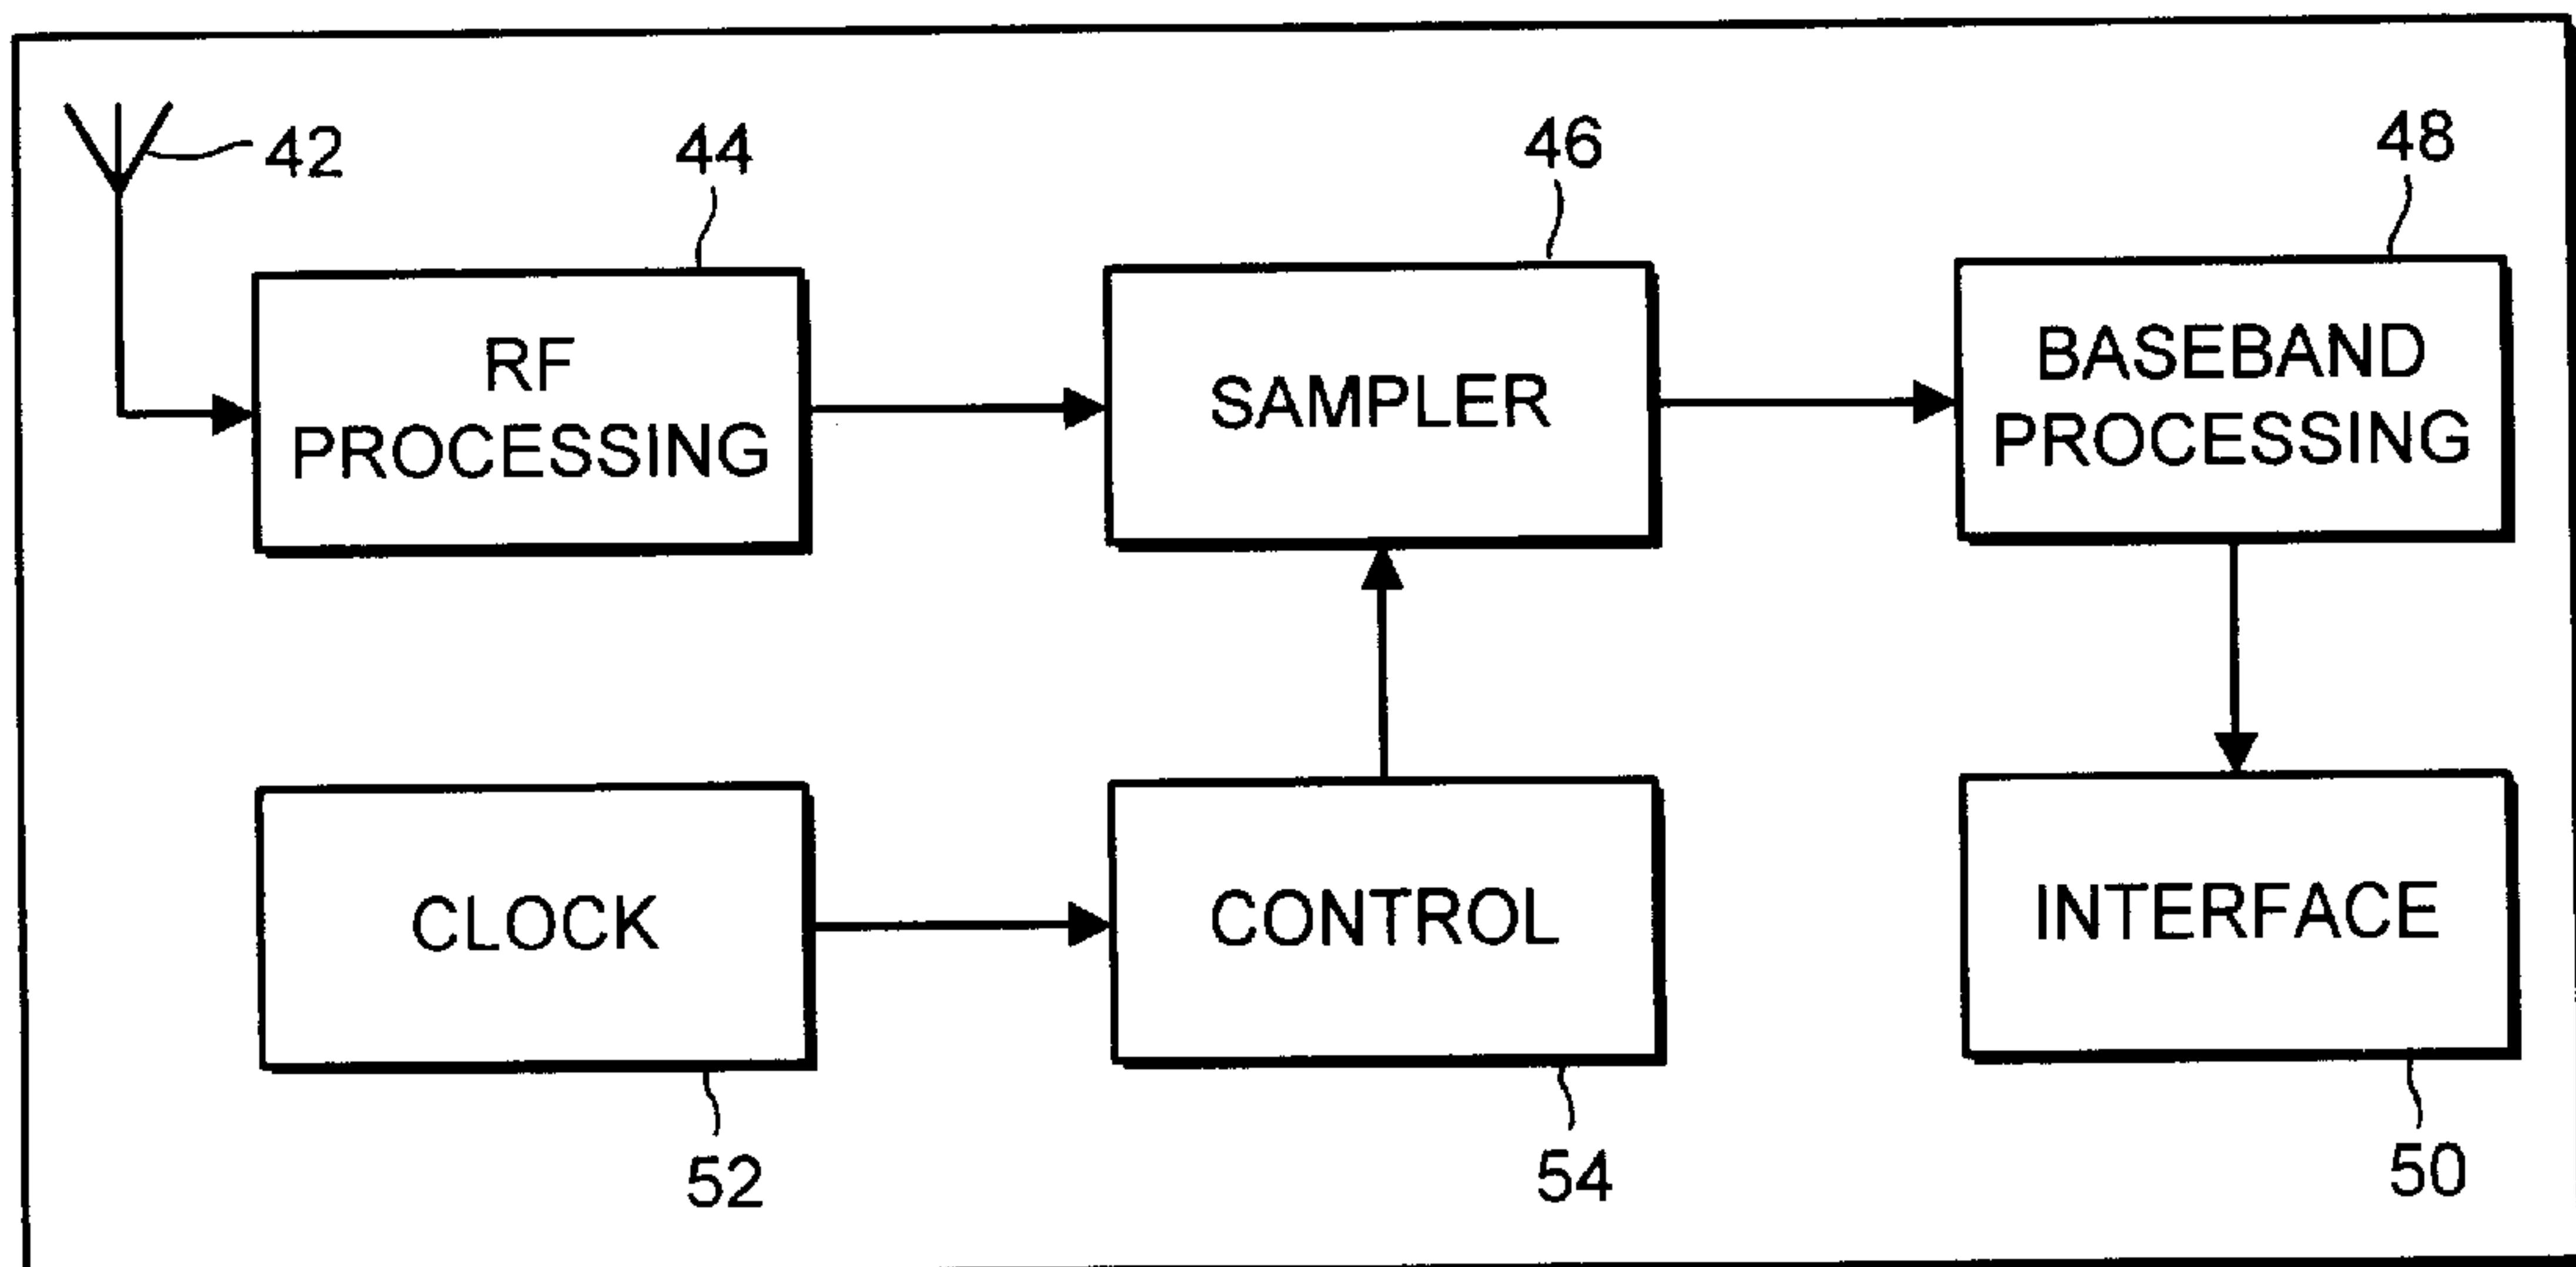 42
44
46
48
RF
PROCESSING
SAMPLER
BASEBAND
PROCESSING
CLOCK
CONTROL
INTERFACE
52
54
50